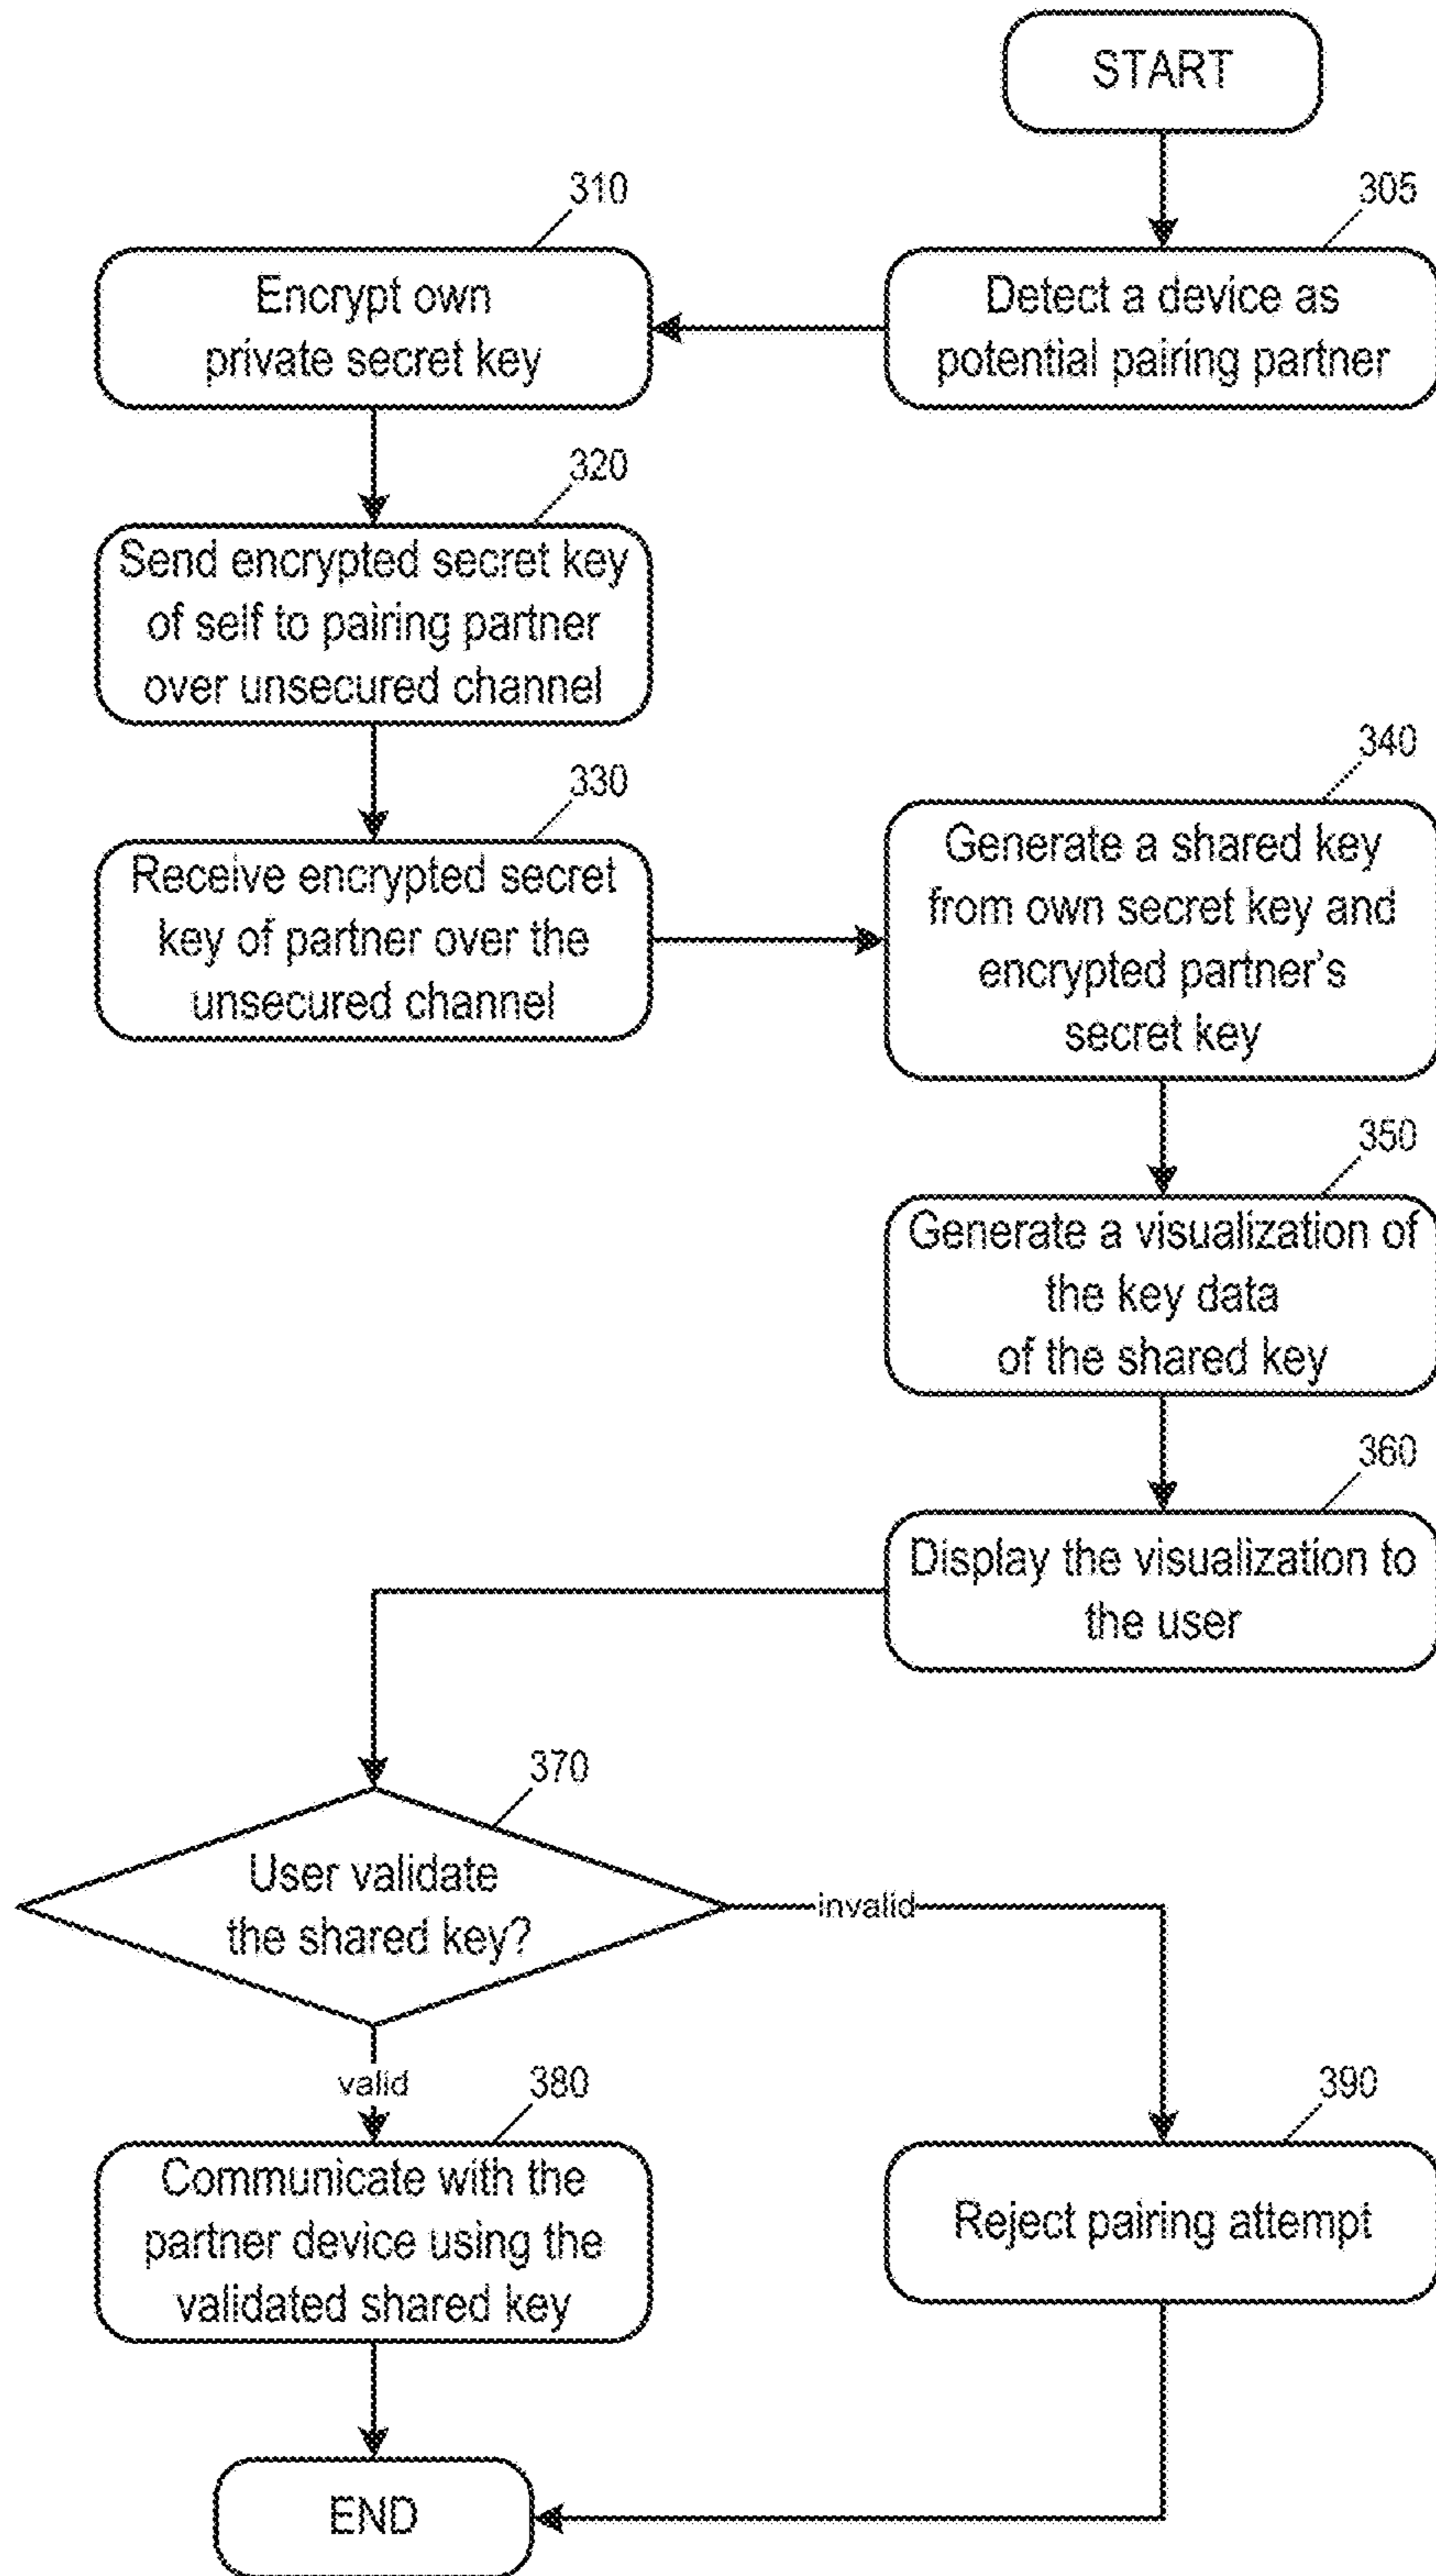 START
305
Detect a device as
potential pairing partner
310
Encrypt own
private secret key
320
Send encrypted secret key
of self to pairing partner
over unsecured channel
330
Receive encrypted secret
key of partner over the
unsecured channel
340
Generate a shared key
from own secret key and
encrypted partner's
secret key
350
Generate a visualization of
the key data
of the shared key
360
Display the visualization to
the user
370
User validate
the shared key?
invalid
valid
380
Communicate with the
partner device using the
validated shared key
390
Reject pairing attempt
END